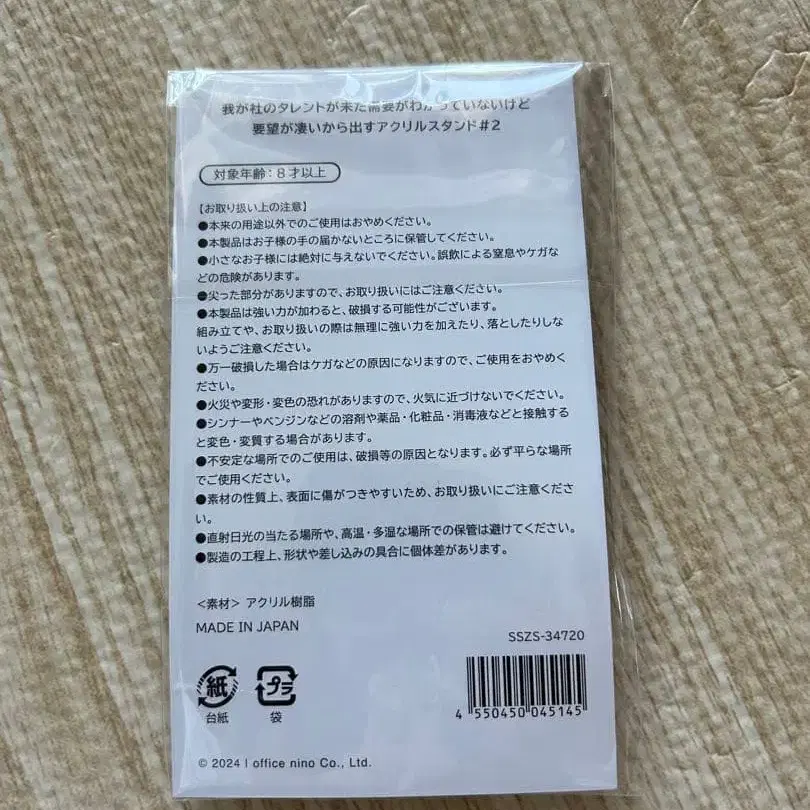 我が社のタレントが未だ需要がわかっていないけど
要望が凄いから出すアクリルスタンド#2
対象年齢:8才以上
【お取り扱い上の注意】
●本来の用途以外でのご使用はおやめください。
●本製品はお子様の手の届かないところに保管してください。
●小さなお子様には絶対に与えないでください。誤飲による窒息やケガな
どの危険があります。
●尖った部分がありますので、お取り扱いにはご注意ください。
●本製品は強い力が加わると、破損する可能性がございます。
組み立てや、お取り扱いの際は無理に強い力を加えたり、落としたりしな
いようご注意ください。
●万一破損した場合はケガなどの原因になりますので、ご使用をおやめく
ださい。
●火災や変形・変色の恐れがありますので、火気に近づけないでください。
●シンナーやベンジンなどの溶剤や薬品・化粧品・消毒液などと接触する
と変色・変質する場合があります。
●不安定な場所でのご使用は、破損等の原因となります。必ず平らな場所
でご使用ください。
●素材の性質上、表面に傷がつきやすいため、お取り扱いにご注意くださ
い。
●直射日光の当たる場所や、高温・多湿な場所での保管は避けてください。
●製造の工程上、形状や差し込みの具合に個体差があります。
<素材> アクリル樹脂
MADE IN JAPAN
SSZS-34720
紙
台紙
プラ
袋
4 550450 045145
© 2024 I office nino Co., Ltd.